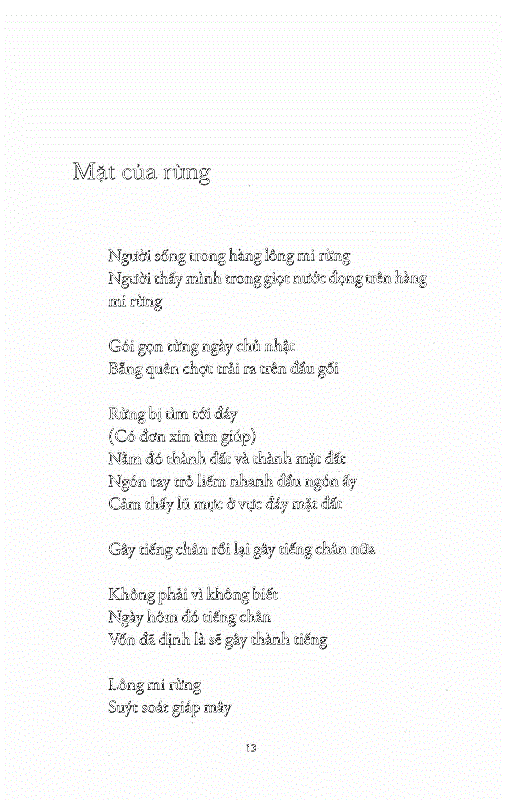 Mặt của rừng
Người sống trong hàng lông mi rừng
Người thấy mình trong giọt nước đọng trên hàng
mi rừng
Gói gọn từng ngày chủ nhật
Bẵng quên chợt trải ra trên đầu gối
Rừng bị tìm tới đây
(Có đơn xin tìm giúp)
Nằm đó thành đất và thành mặt đất
Ngón tay trỏ liếm nhanh đầu ngón ấy
Cảm thấy lũ mực ở vực đáy mặt đất
Gây tiếng chân rồi lại gây tiếng chân nữa
Không phải vì không biết
Ngày hôm đó tiếng chân
Vốn đã định là sẽ gây thành tiếng
Lông mi rừng
Suýt soát giáp mây
13